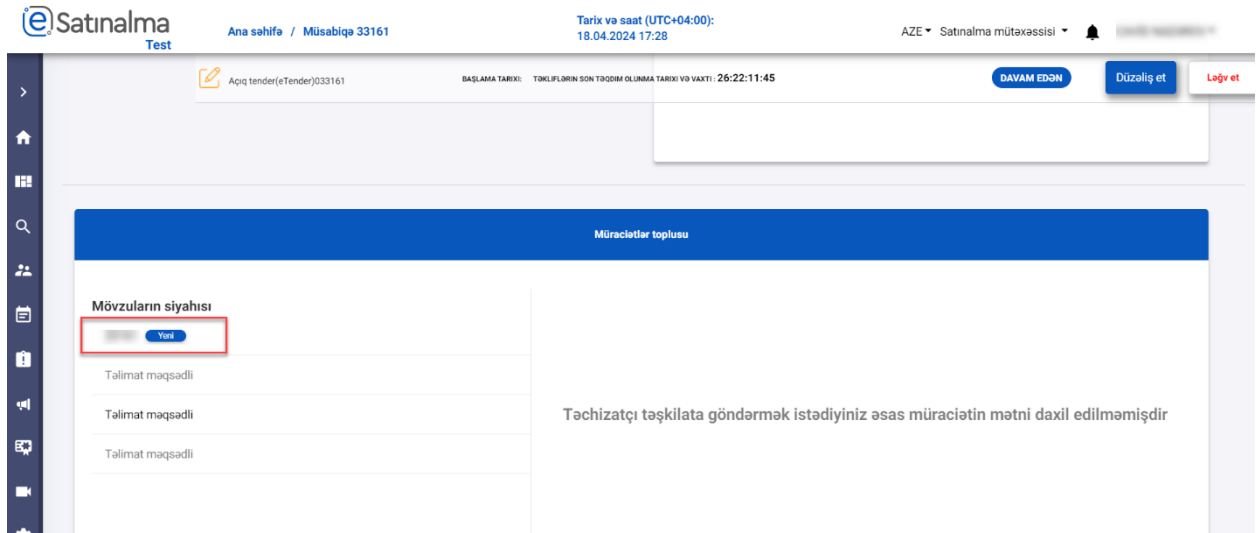 e Satınalma
Test
Ana səhifə / Müsabiqə 33161
Tarix və saat (UTC+04:00):
18.04.2024 17:28
AZE Satınalma mütəxəssisi
Açıq tender(eTender)033161
BAŞLAMA TARIXI: TƏKLIFLƏRIN SON TƏQDIM OLUNMA TARIXI VƏ VAXTI : 26:22:11:45
DAVAM EDƏN
Düzəliş et
Ləğv et
Müraciətlər toplusu
Mövzuların siyahısı
Yeni
Təlimat məqsədli
Təlimat məqsədli
Təlimat məqsədli
Təchizatçı təşkilata göndərmək istədiyiniz əsas müraciətin mətni daxil edilməmişdir